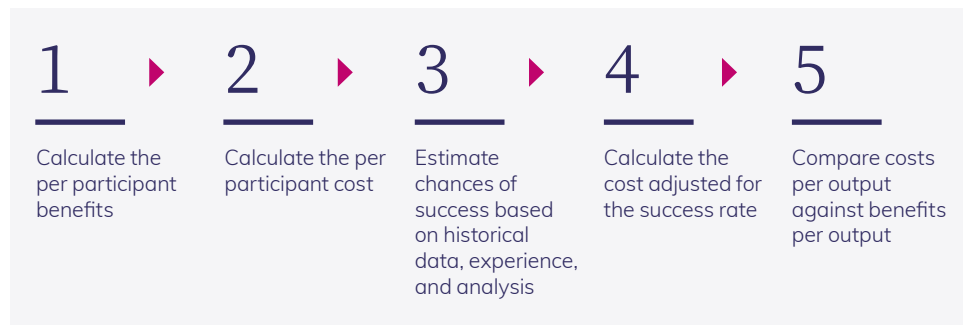 1
Calculate the
per participant
benefits
2
Calculate the per
participant cost
3
Estimate
chances of
success based
on historical
data, experience,
and analysis
4
Calculate the
cost adjusted for
the success rate
5
Compare costs
per output
against benefits
per output